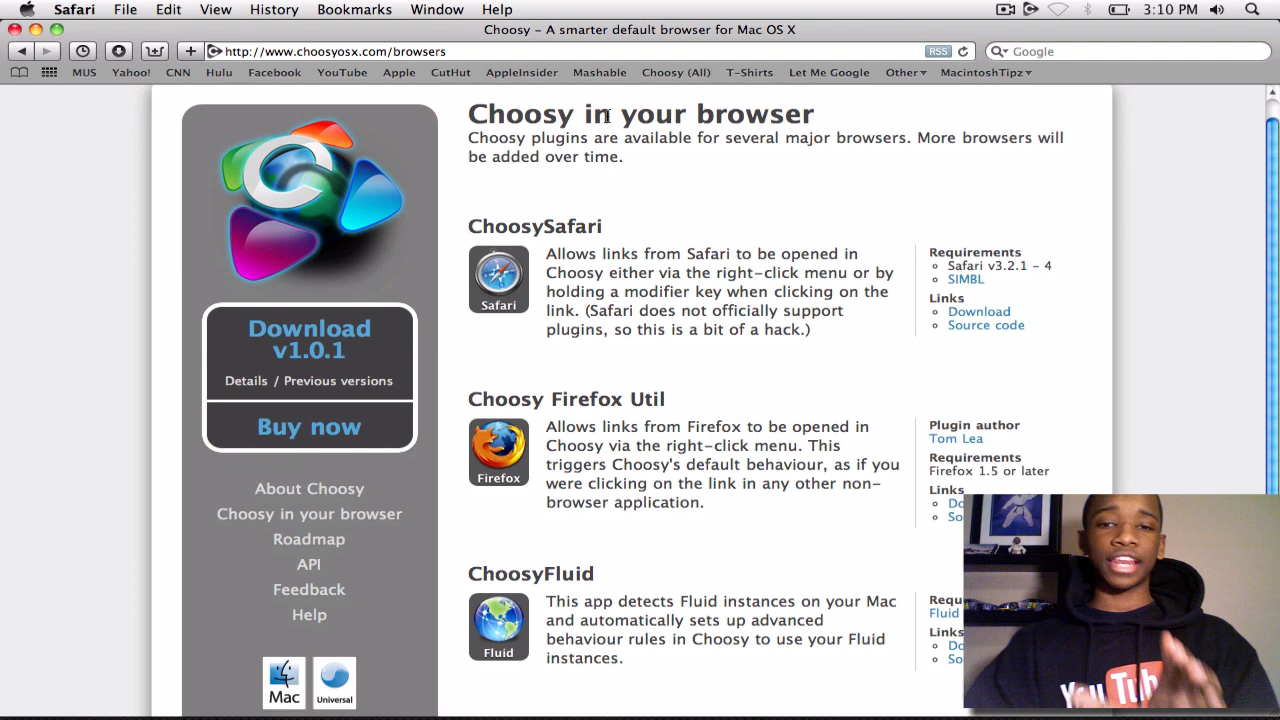 Safari File Edit View History Bookmarks Window Help 3:10 PM
Choosy – A smarter default browser for Mac OS X
http://www.choosyosx.com/browsers RSS Google
MUS Yahoo! CNN Hulu Facebook YouTube Apple CutHut AppleInsider Mashable Choosy (All) T-Shirts Let Me Google Other MacintoshTipz
C
Download
v1.0.1
Details / Previous versions
Buy now
About Choosy
Choosy in your browser
Roadmap
API
Feedback
Help
Mac Universal
Choosy in your browser
Choosy plugins are available for several major browsers. More browsers will
be added over time.
ChoosySafari
Safari
Allows links from Safari to be opened in
Choosy either via the right-click menu or by
holding a modifier key when clicking on the
link. (Safari does not officially support
plugins, so this is a bit of a hack.)
Requirements
Safari v3.2.1 – 4
SIMBL
Links
Download
Source code
Choosy Firefox Util
Firefox
Allows links from Firefox to be opened in
Choosy via the right-click menu. This
triggers Choosy's default behaviour, as if you
were clicking on the link in any other non-
browser application.
Plugin author
Tom Lea
Requirements
Firefox 1.5 or later
Links
Do
So
ChoosyFluid
Fluid
This app detects Fluid instances on your Mac
and automatically sets up advanced
behaviour rules in Choosy to use your Fluid
instances.
Requ
Fluid
Links
Do
So
You Tub